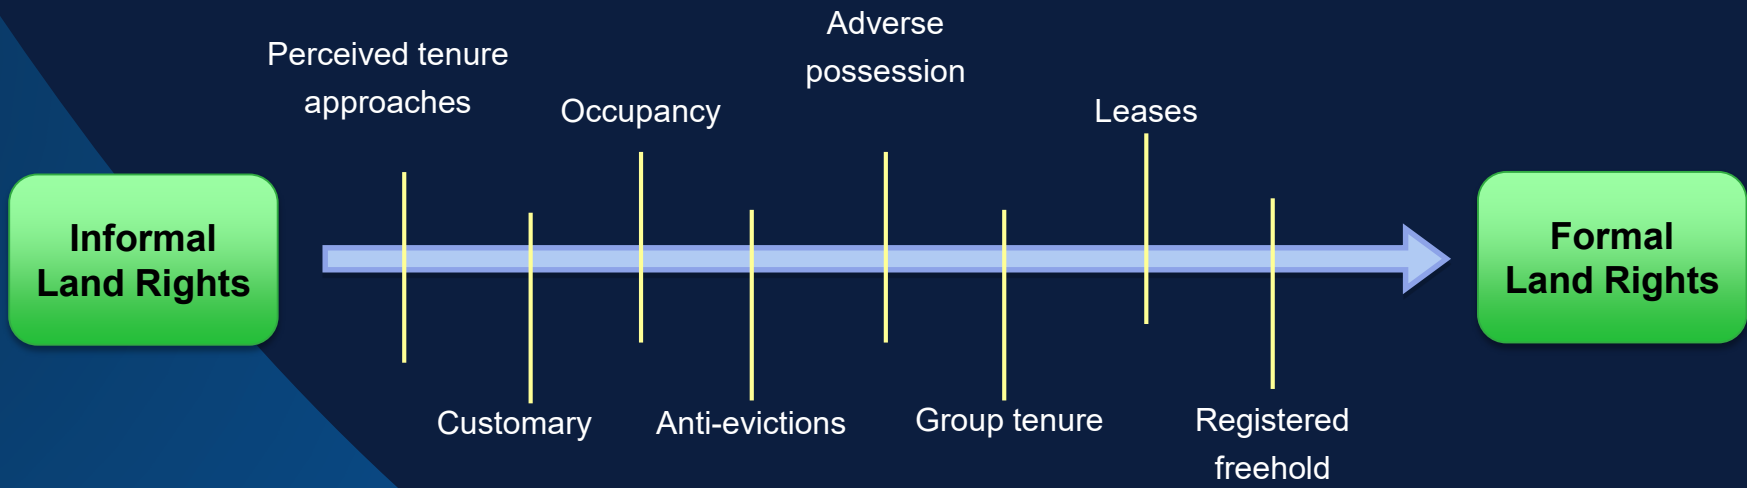 Adverse
possession
Perceived tenure
approaches
Occupancy
Leases
Informal
Land Rights
Formal
Land Rights
Customary
Anti-evictions
Group tenure
Registered
freehold